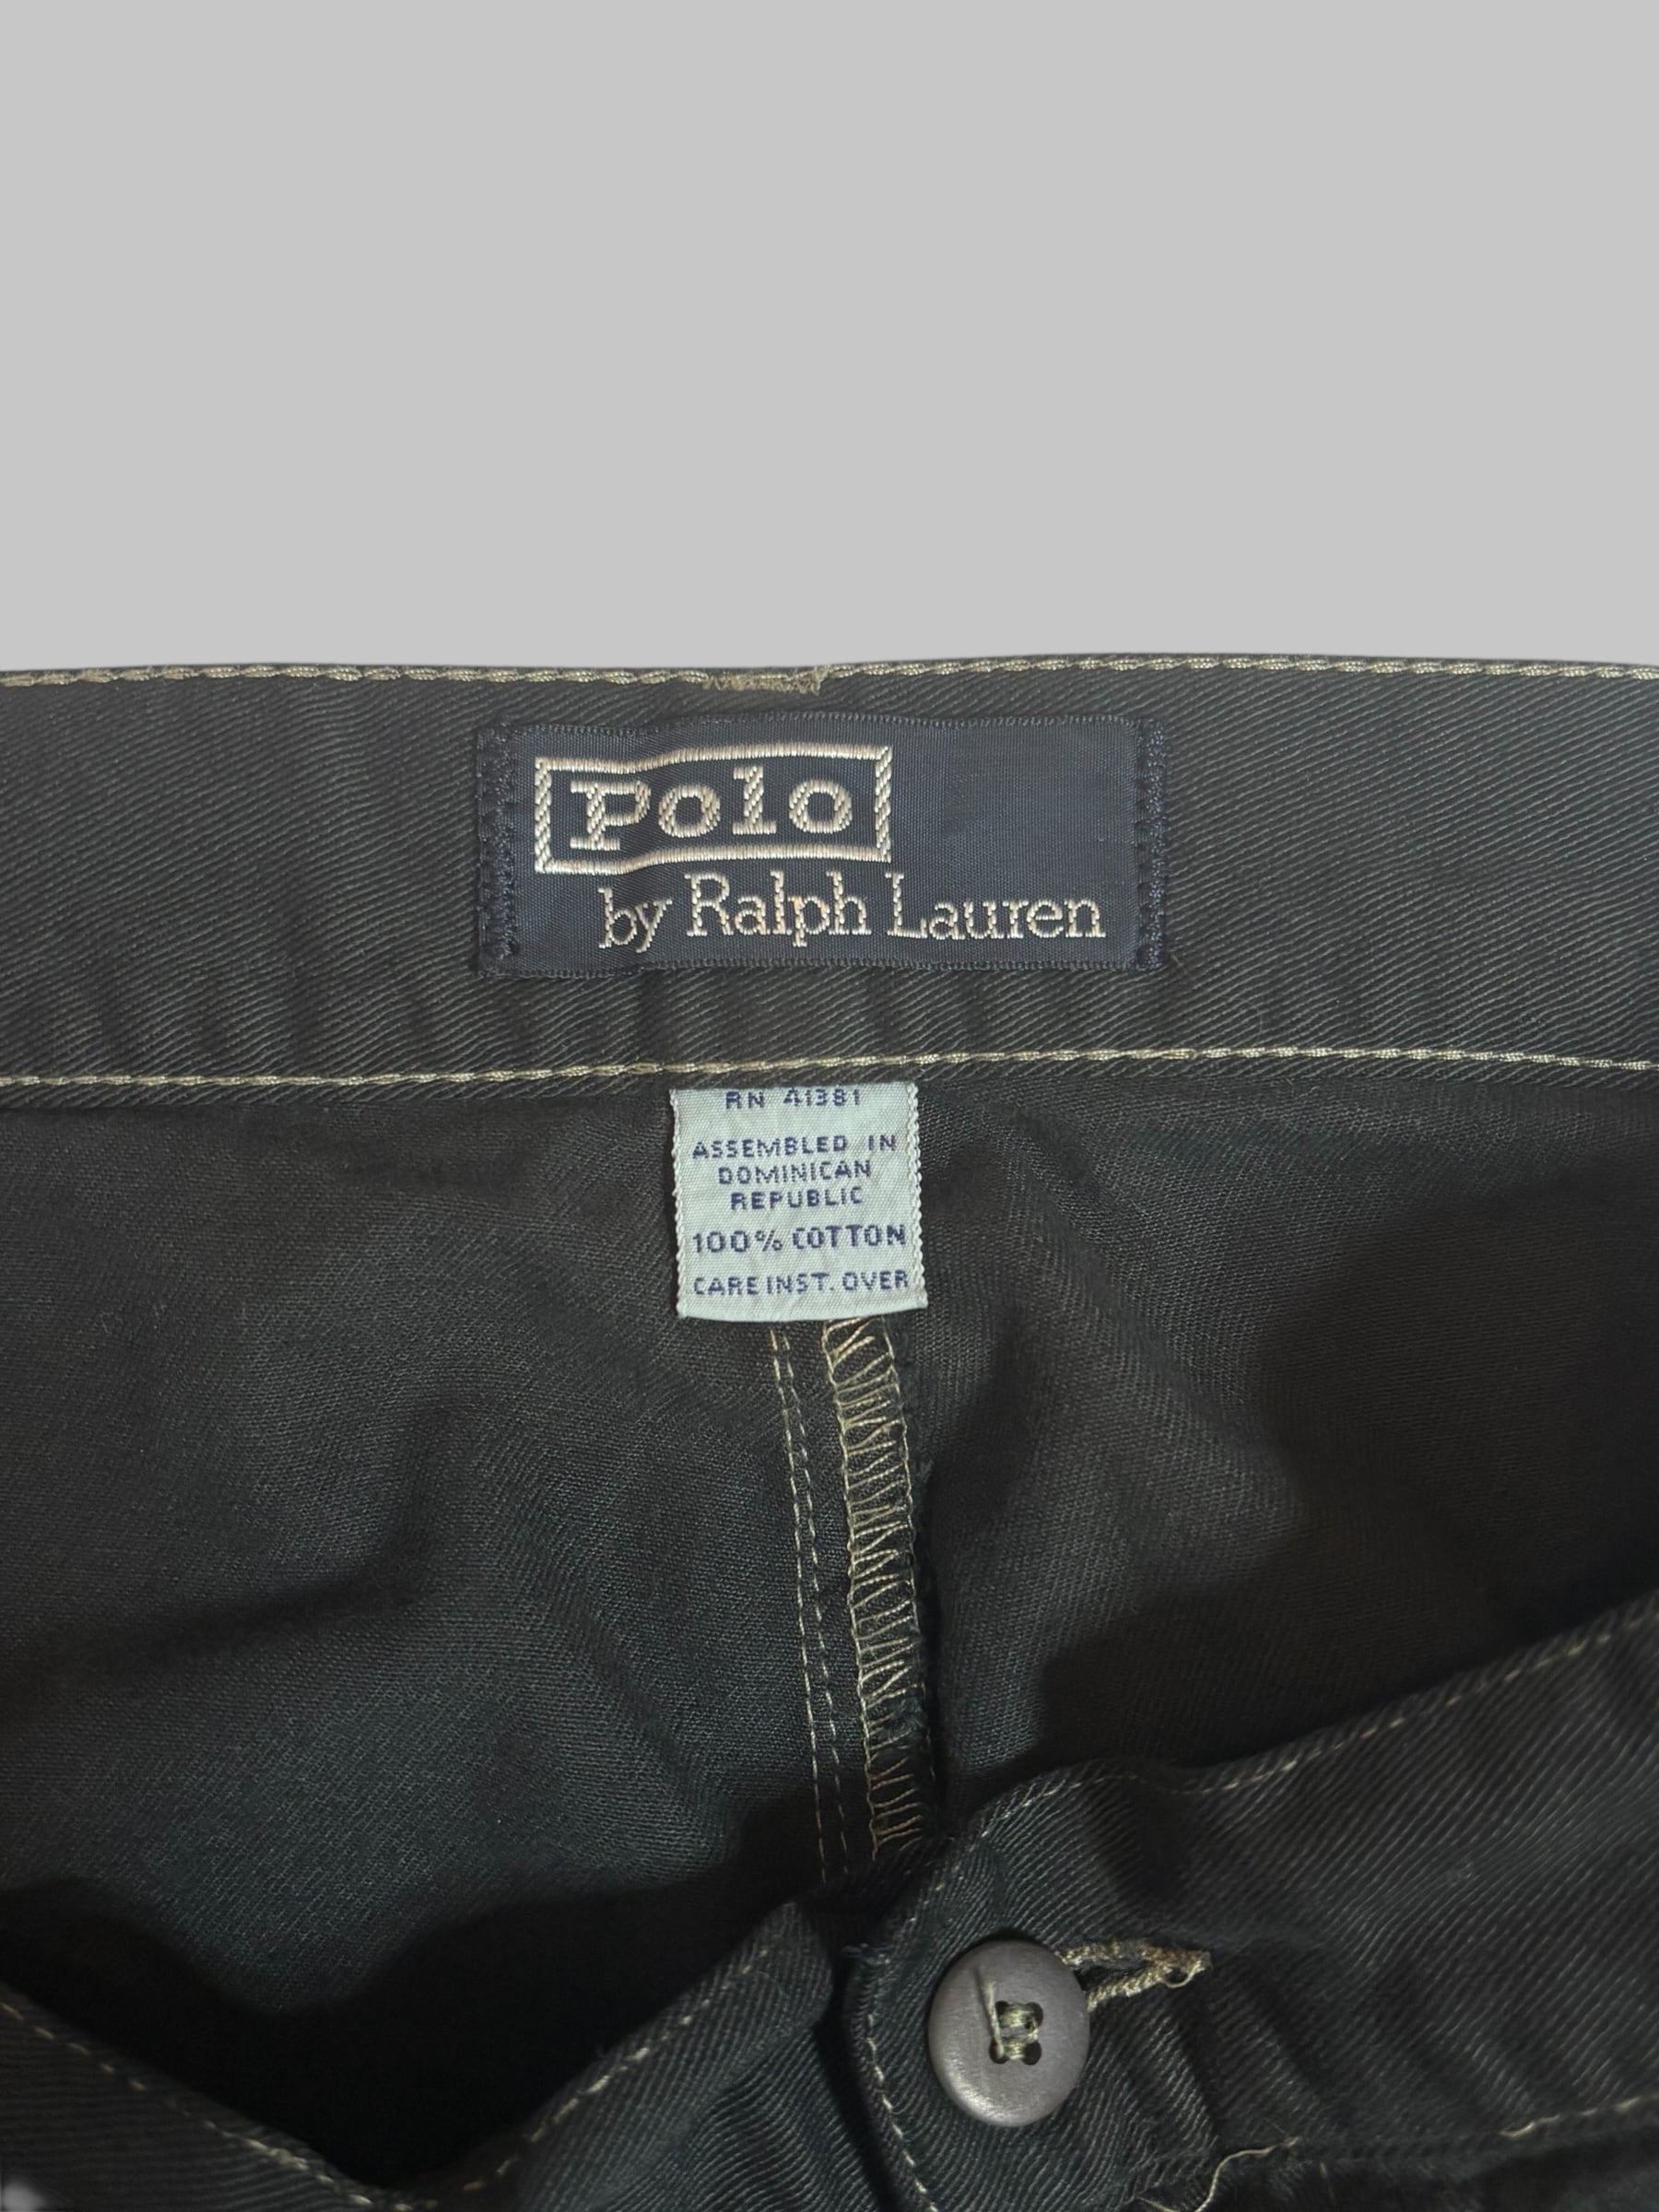 Polo
by Ralph Lauren
RN 41381
ASSEMBLED IN
DOMINICAN
REPUBLIC
100% COTTON
CARE INST. OVER